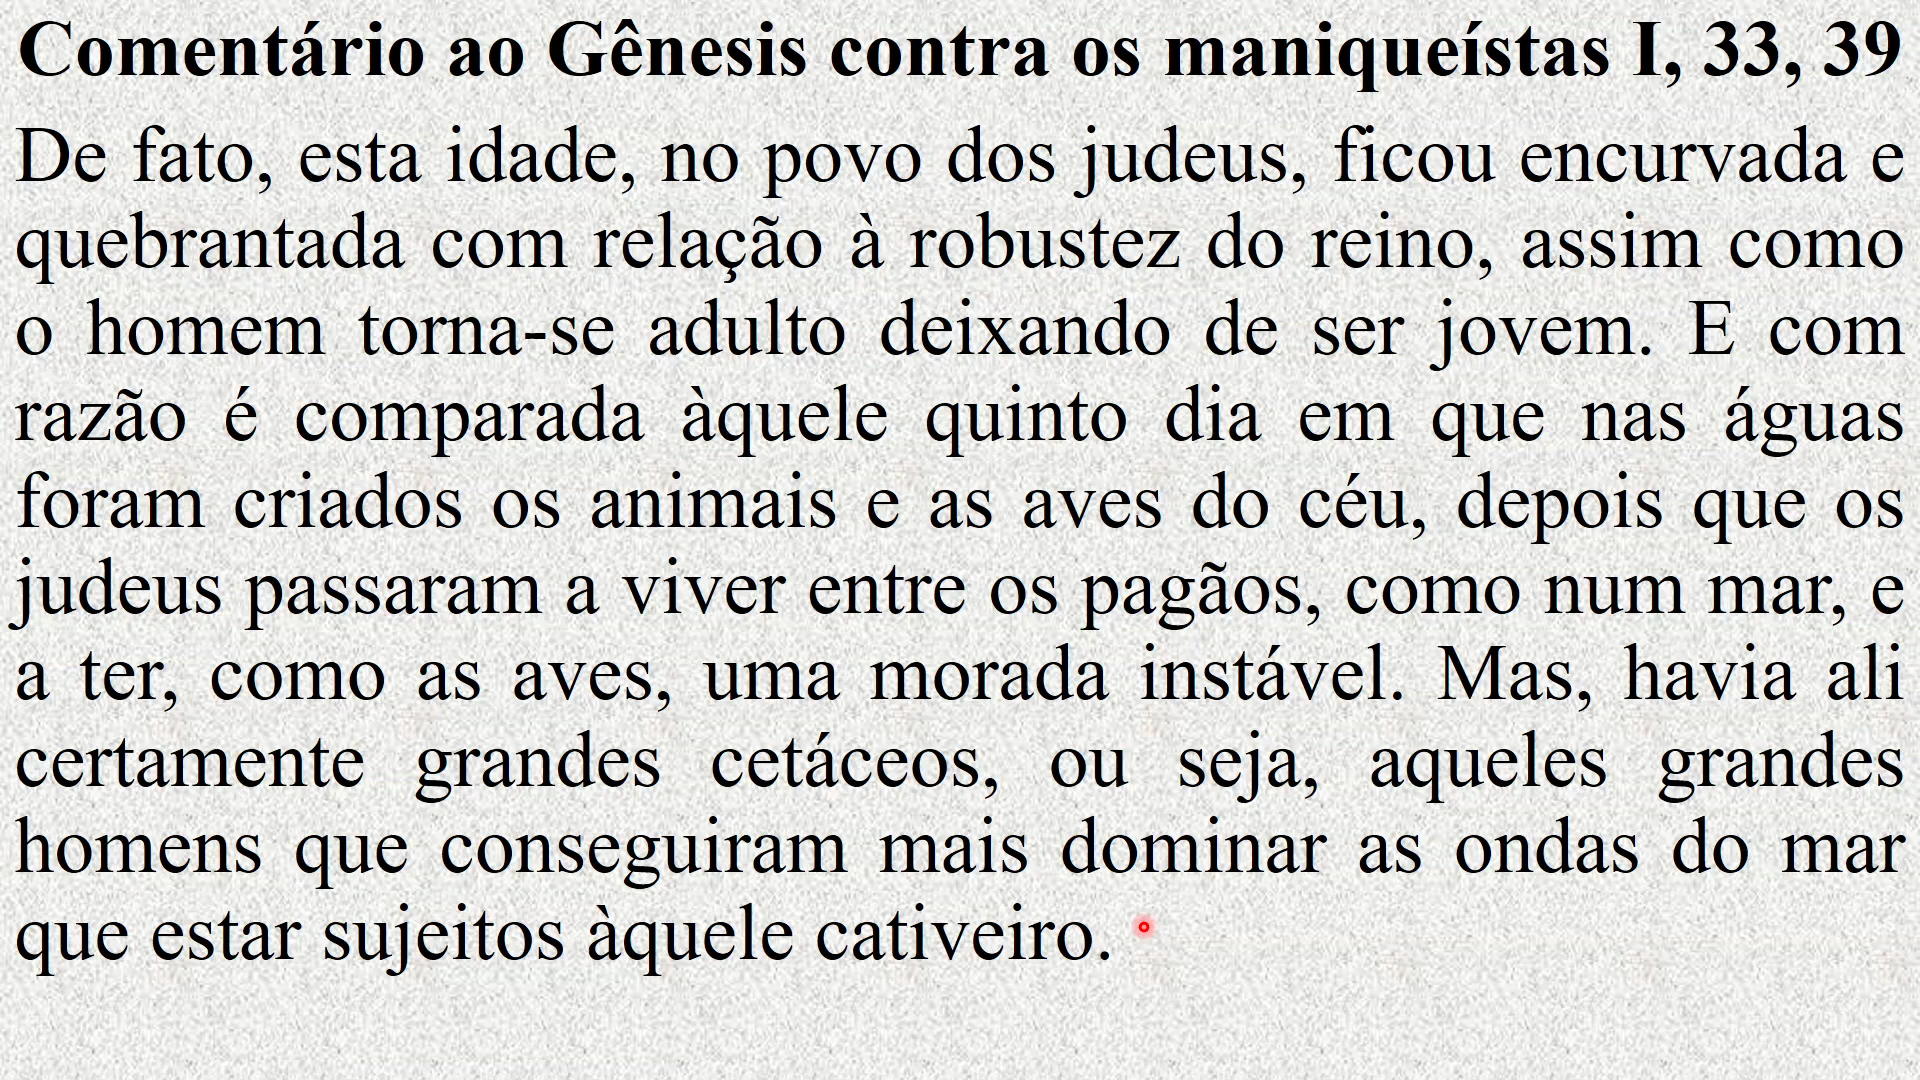 Comentário ao Gênesis contra os maniqueístas I, 33, 39
De fato, esta idade, no povo dos judeus, ficou encurvada e
quebrantada com relação à robustez do reino, assim como
o homem torna-se adulto deixando de ser jovem. E com
razão é comparada àquele quinto dia em que nas águas
foram criados os animais e as aves do céu, depois que os
judeus passaram a viver entre os pagãos, como num mar, e
a ter, como as aves, uma morada instável. Mas, havia ali
certamente grandes cetáceos, ou seja, aqueles grandes
homens que conseguiram mais dominar as ondas do mar
que estar sujeitos àquele cativeiro.